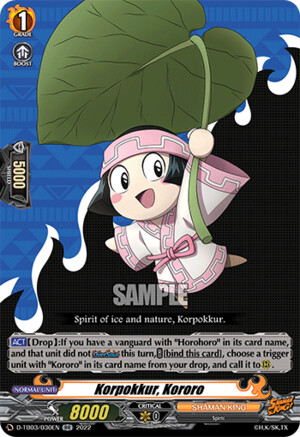 1
GRADE
BOOST
5000
SHIELD
SAMPLE
Spirit of ice and nature, Korpokkur.
ACT [Drop]:If you have a vanguard with "Horohoro" in its card name,
and that unit did not this turn, [bind this card], choose a trigger
unit with "Kororo" in its card name from your drop, and call it to
NORMAL UNIT
Korpokkur, Kororo
D-TB03/030EN RR 2022
POWER 8000
CRITICAL
0
SHAMAN KING
©H.K/SK,TX